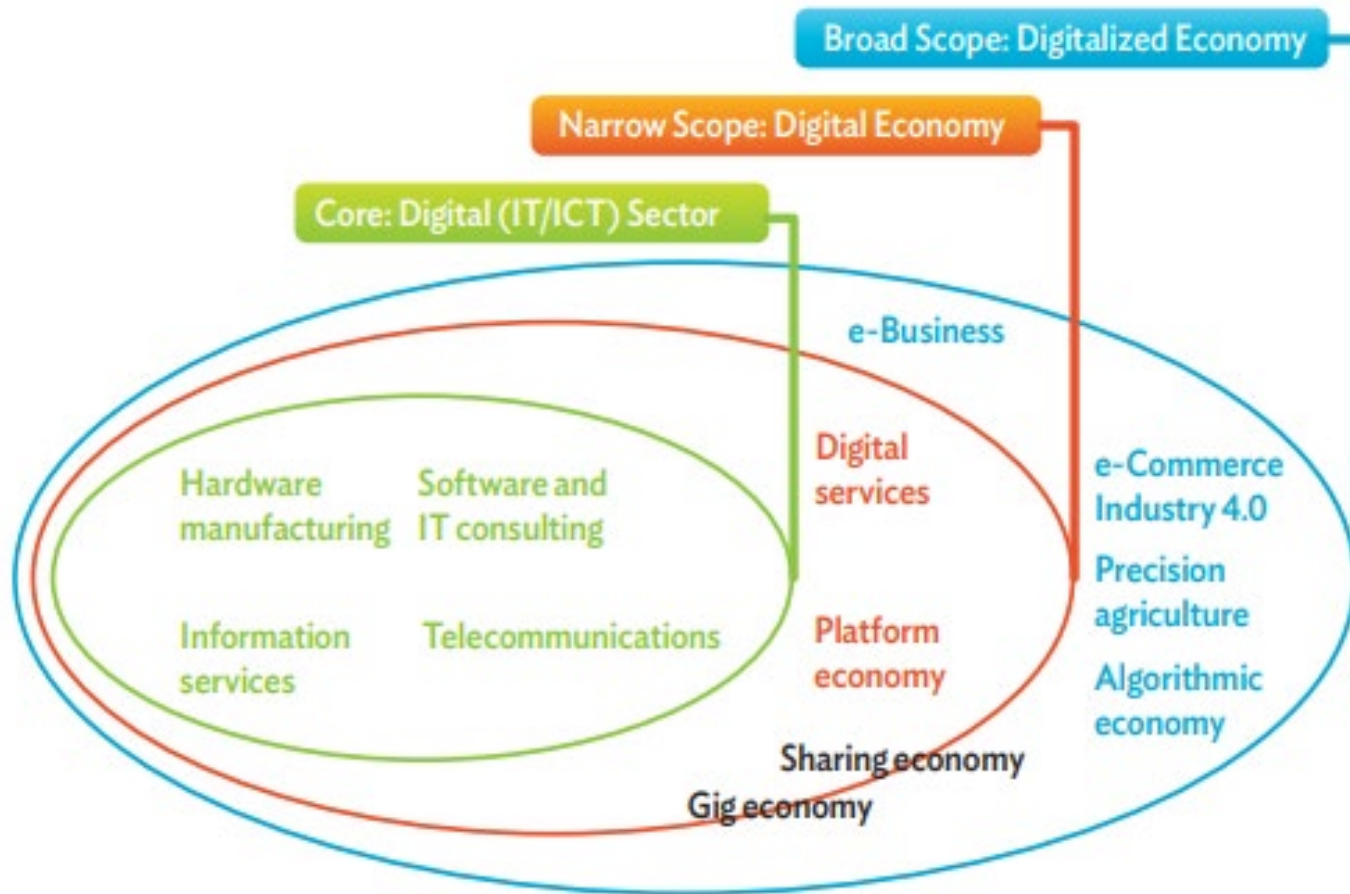 Broad Scope: Digitalized Economy
Narrow Scope: Digital Economy
Core: Digital (IT/ICT) Sector
e-Business
Digital
services
Hardware
manufacturing
Software and
IT consulting
e-Commerce
Industry 4.0
Precision
agriculture
Information
services
Telecommunications
Platform
economy
Algorithmic
economy
Sharing economy
Gig economy